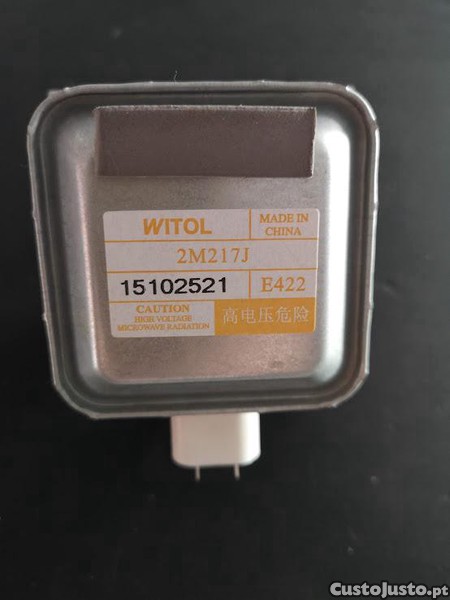 WITOL
MADE IN
CHINA
2M217J
15102521
E422
CAUTION
HIGH VOLTAGE
MICROWAVE RADIATION
高电压危险
CustoJusto.pt